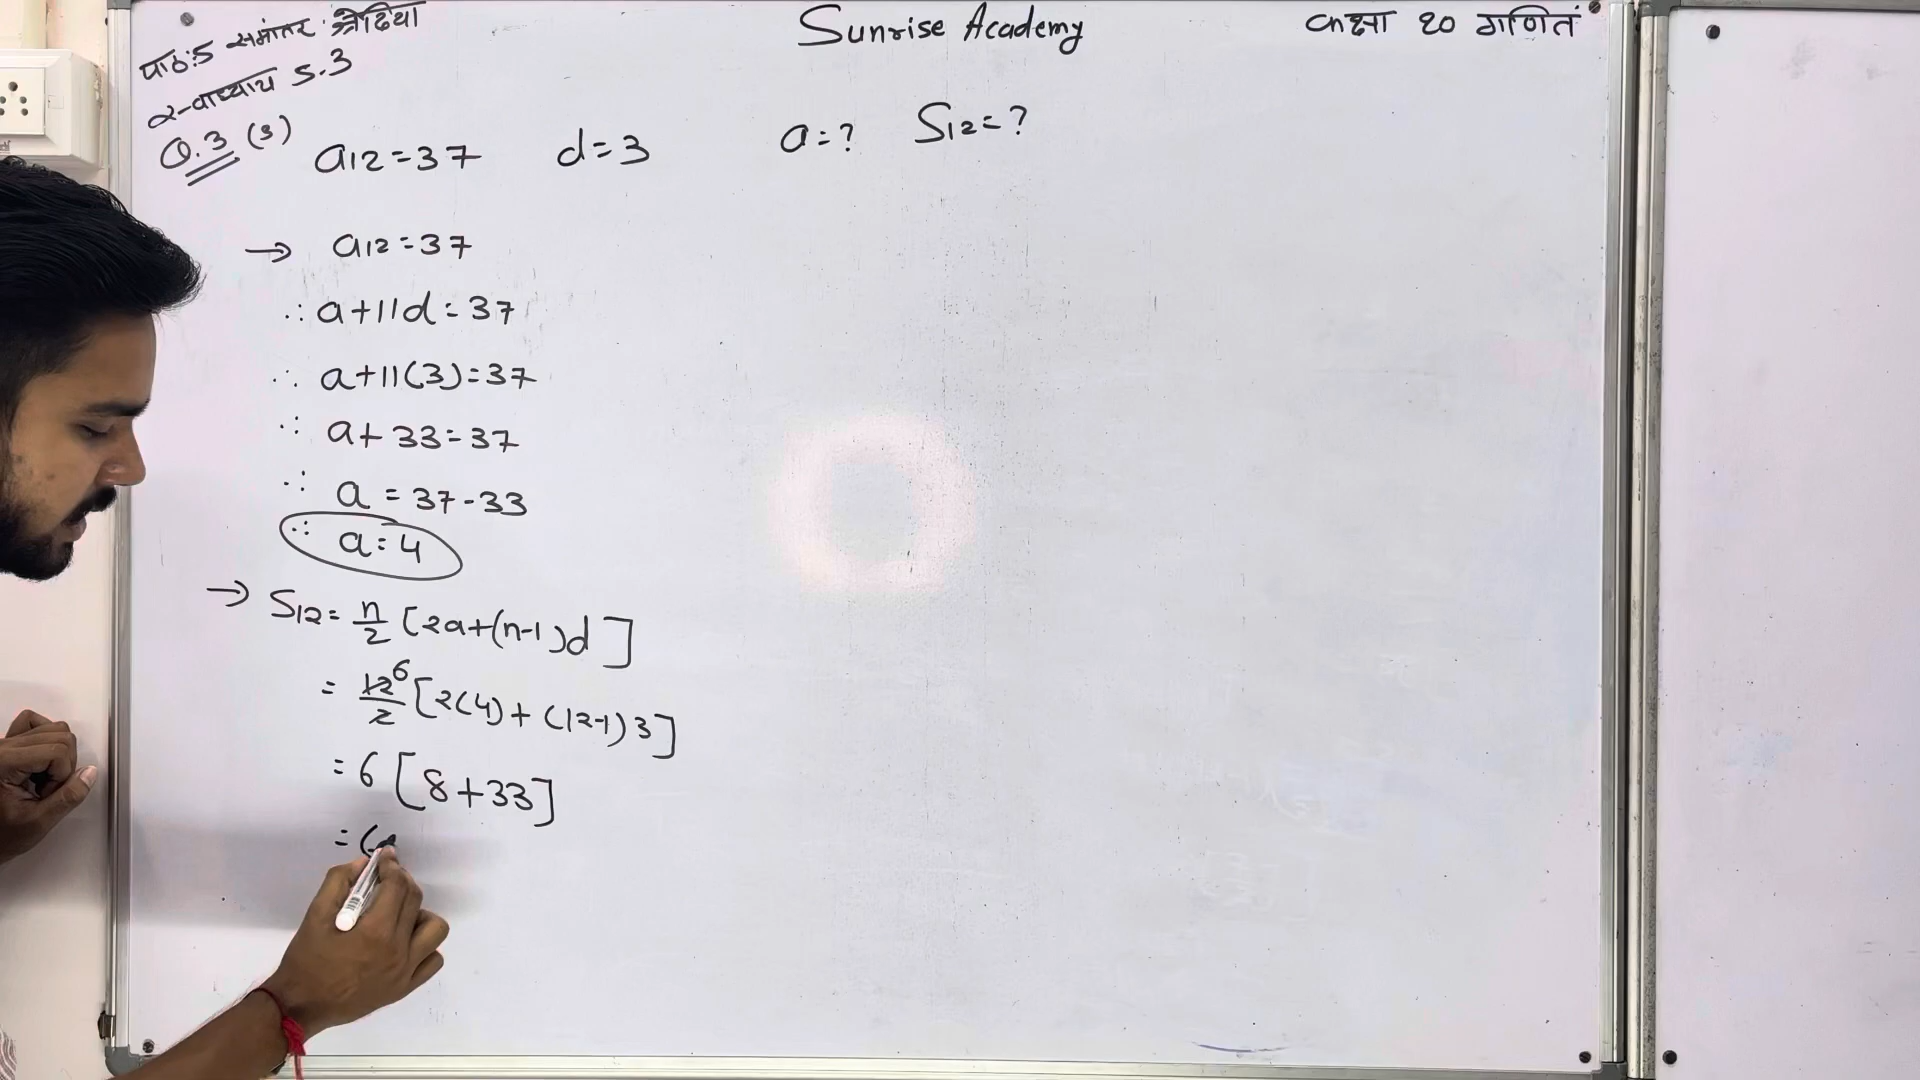 Sunrise Academy
कक्षा १० गणित
पाठ:5 समांतर श्रेढियां
स्वाध्याय 5.3
Q.3 (3) a12=37 d=3 a=? S12=?
→ a12=37
∴ a+11d=37
∴ a+11(3)=37
∴ a+33=37
∴ a=37-33
∴ a=4
→ S12= n/2 [2a+(n-1)d]
= 12/2 6 [2(4)+(12-1)3]
= 6[8+33]
=